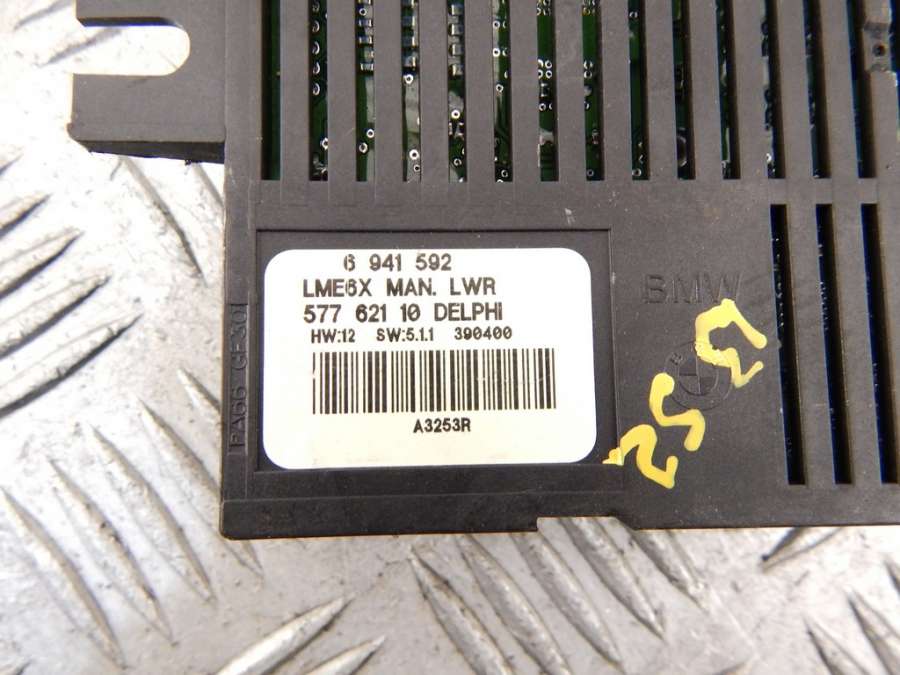 6 941 592
LME6X MAN. LWR
577 621 10 DELPHI
HW:12 SW:5.1.1 390400
A3253R
BMW
PA66 GF30